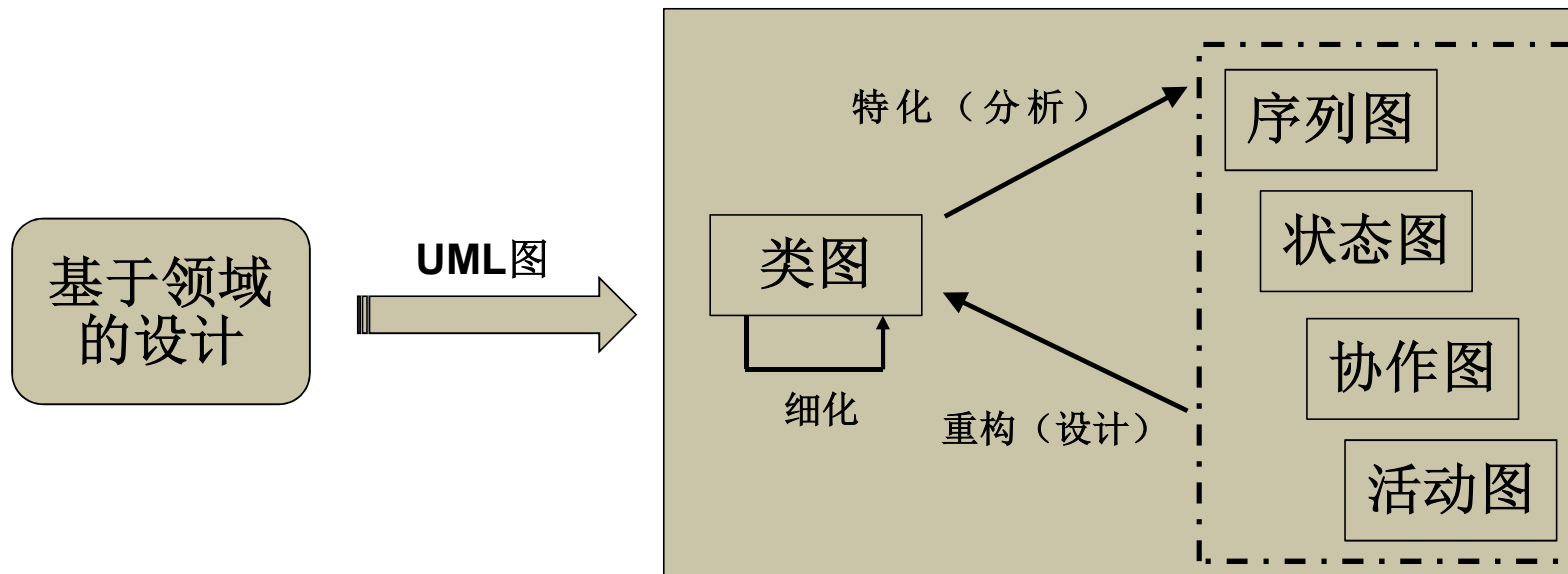 基于领域
的设计
UML图
特化（分析）
类图
细化
重构（设计）
序列图
状态图
协作图
活动图